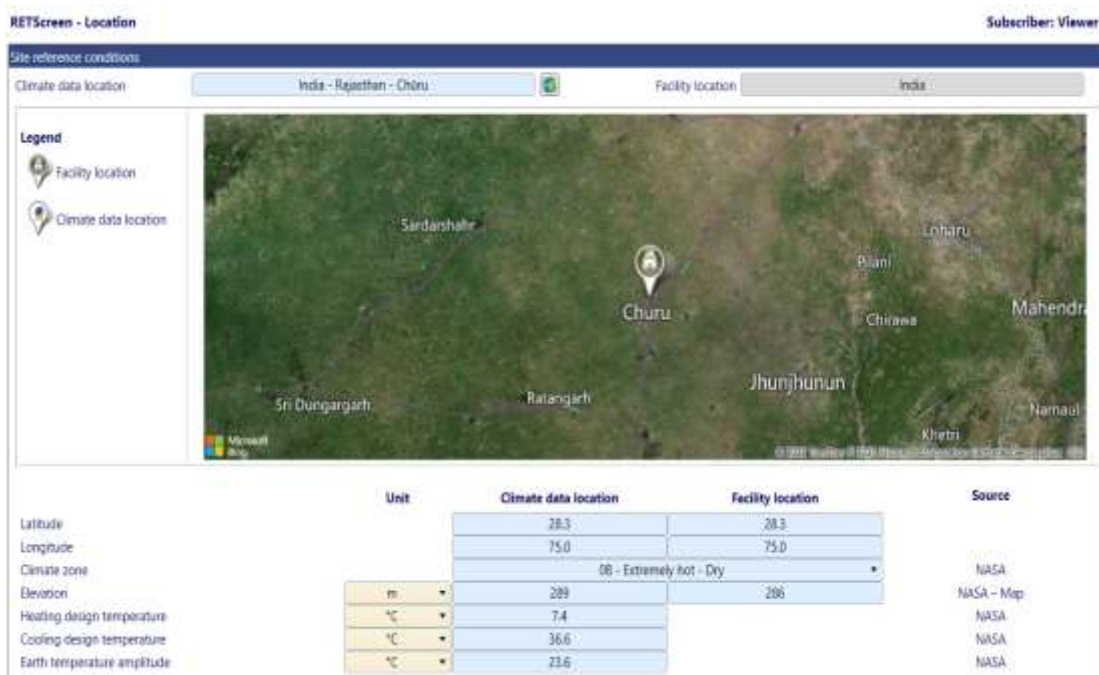 RETScreen - Location
Subscriber: Viewer
Site reference conditions
Climate data location
India - Rajasthan - Chūru
Facility location
India
Legend
Facility location
Climate data location
Sardarshahr
Loharu
Pilani
Churu
Mahendra
Chirawa
Jhunjhunun
Sri Dungargarh
Ratangarh
Narnaul
Khetri
Microsoft
Bing
Unit Climate data location Facility location Source
Latitude 28.3 28.3
Longitude 75.0 75.0
Climate zone 0B - Extremely hot - Dry NASA
Elevation m 289 286 NASA – Map
Heating design temperature °C 7.4 NASA
Cooling design temperature °C 36.6 NASA
Earth temperature amplitude °C 23.6 NASA